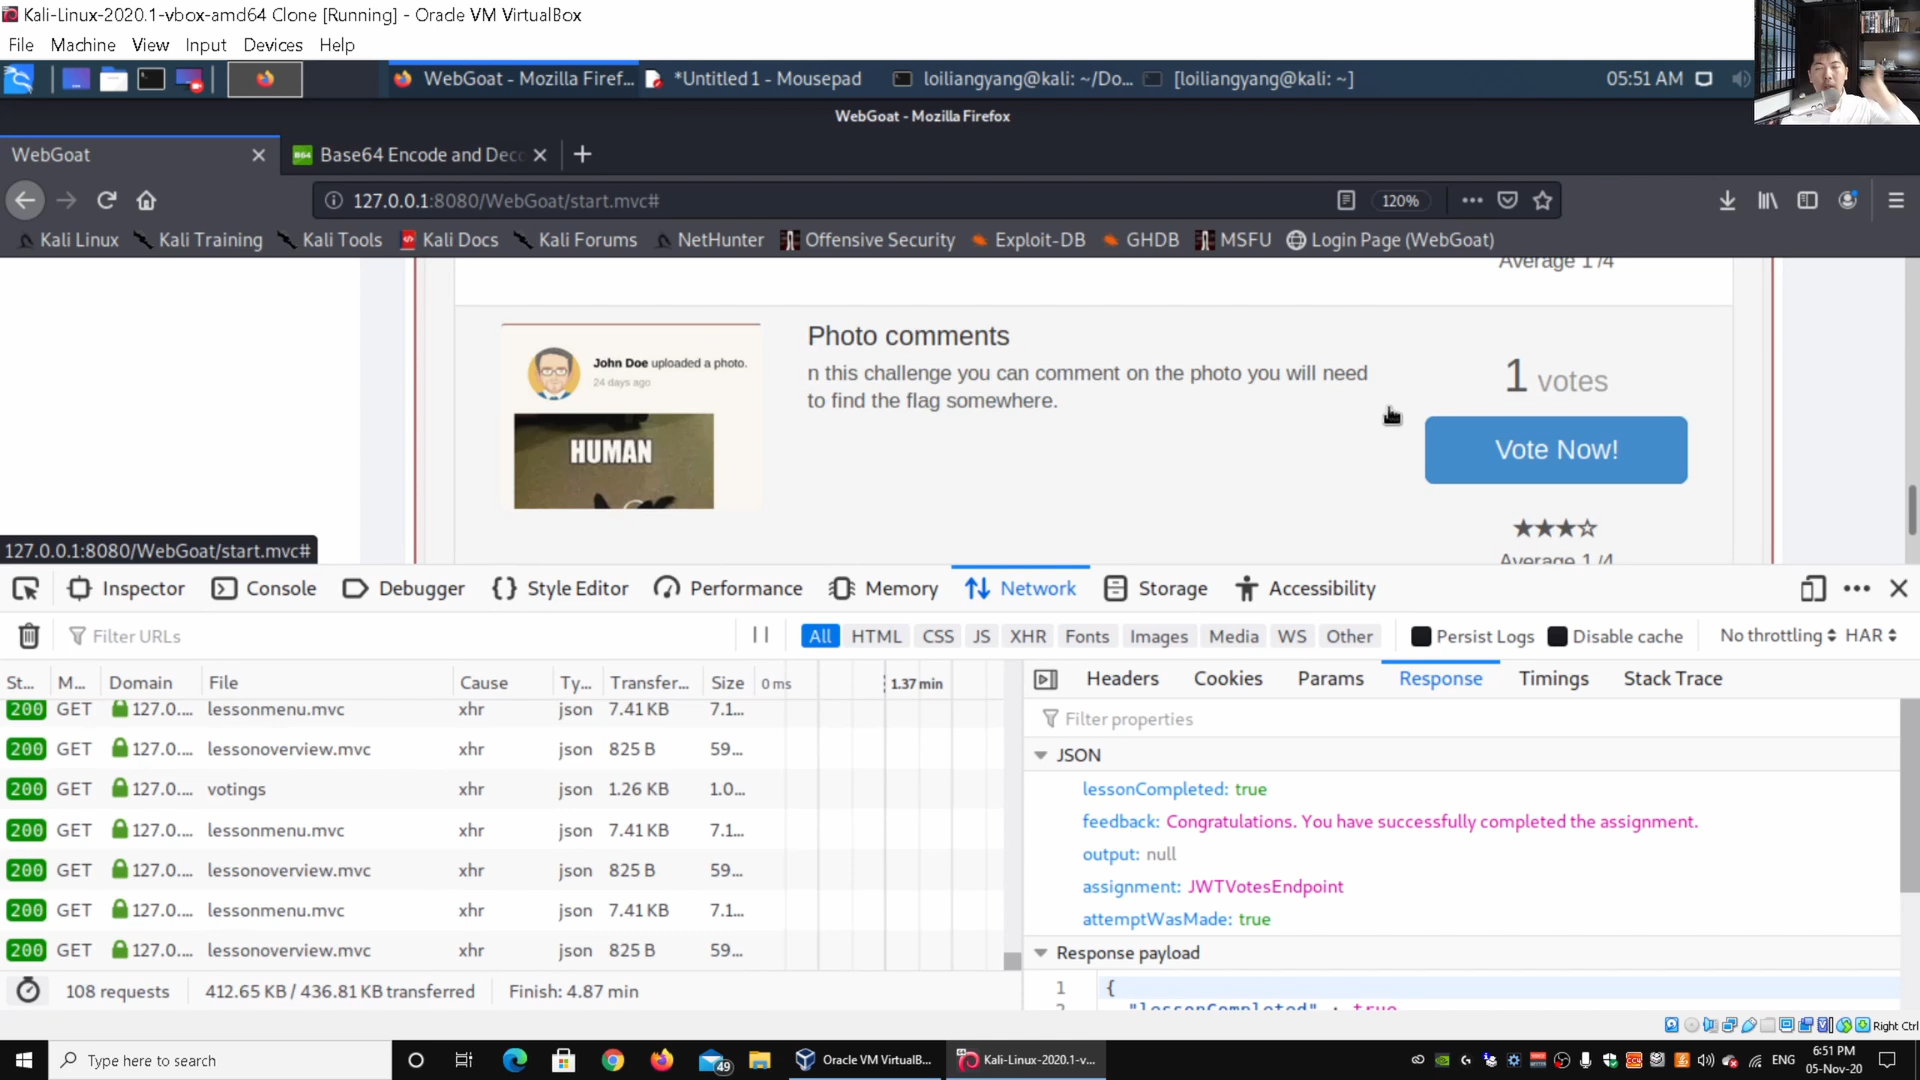 Kali-Linux-2020.1-vbox-amd64 Clone [Running] - Oracle VM VirtualBox
File Machine View Input Devices Help
WebGoat - Mozilla Firef... *Untitled 1 - Mousepad loiliangyang@kali: ~/Do... [loiliangyang@kali: ~] 05:51 AM
WebGoat - Mozilla Firefox
WebGoat B64 Base64 Encode and Deco
127.0.0.1:8080/WebGoat/start.mvc# 120%
Kali Linux Kali Training Kali Tools Kali Docs Kali Forums NetHunter Offensive Security Exploit-DB GHDB MSFU Login Page (WebGoat)
Average 1 /4
Photo comments
John Doe uploaded a photo.
24 days ago
n this challenge you can comment on the photo you will need
to find the flag somewhere.
1 votes
HUMAN
Vote Now!
Average 1 /4
127.0.0.1:8080/WebGoat/start.mvc#
Inspector Console Debugger Style Editor Performance Memory Network Storage Accessibility
Filter URLs All HTML CSS JS XHR Fonts Images Media WS Other Persist Logs Disable cache No throttling HAR
St... M... Domain File Cause Ty... Transfer... Size 0 ms 1.37 min
200 GET 127.0.... lessonmenu.mvc xhr json 7.41 KB 7.1...
200 GET 127.0.... lessonoverview.mvc xhr json 825 B 59...
200 GET 127.0.... votings xhr json 1.26 KB 1.0...
200 GET 127.0.... lessonmenu.mvc xhr json 7.41 KB 7.1...
200 GET 127.0.... lessonoverview.mvc xhr json 825 B 59...
200 GET 127.0.... lessonmenu.mvc xhr json 7.41 KB 7.1...
200 GET 127.0.... lessonoverview.mvc xhr json 825 B 59...
108 requests 412.65 KB / 436.81 KB transferred Finish: 4.87 min
Headers Cookies Params Response Timings Stack Trace
Filter properties
JSON
lessonCompleted: true
feedback: Congratulations. You have successfully completed the assignment.
output: null
assignment: JWTVotesEndpoint
attemptWasMade: true
Response payload
1 {
2 "lessonCompleted" : true
Right Ctrl
Type here to search 49 Oracle VM VirtualB... Kali-Linux-2020.1-v... ENG 6:51 PM
05-Nov-20